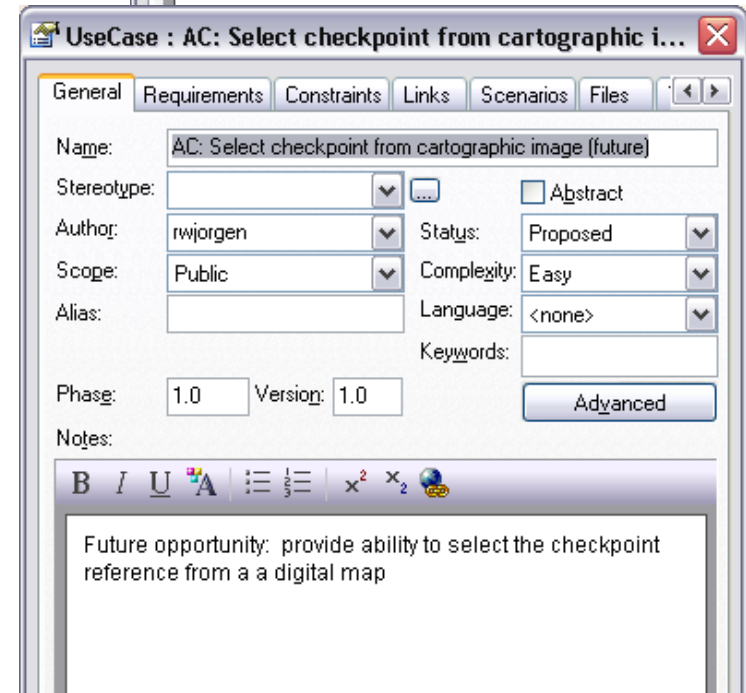 UseCase : AC: Select checkpoint from cartographic i...
General Requirements Constraints Links Scenarios Files
Name: AC: Select checkpoint from cartographic image (future)
Stereotype: ... Abstract
Author: rwjorgen Status: Proposed
Scope: Public Complexity: Easy
Alias: Language: <none>
Keywords:
Phase: 1.0 Version: 1.0 Advanced
Notes:
B I U A x² x₂
Future opportunity: provide ability to select the checkpoint
reference from a a digital map